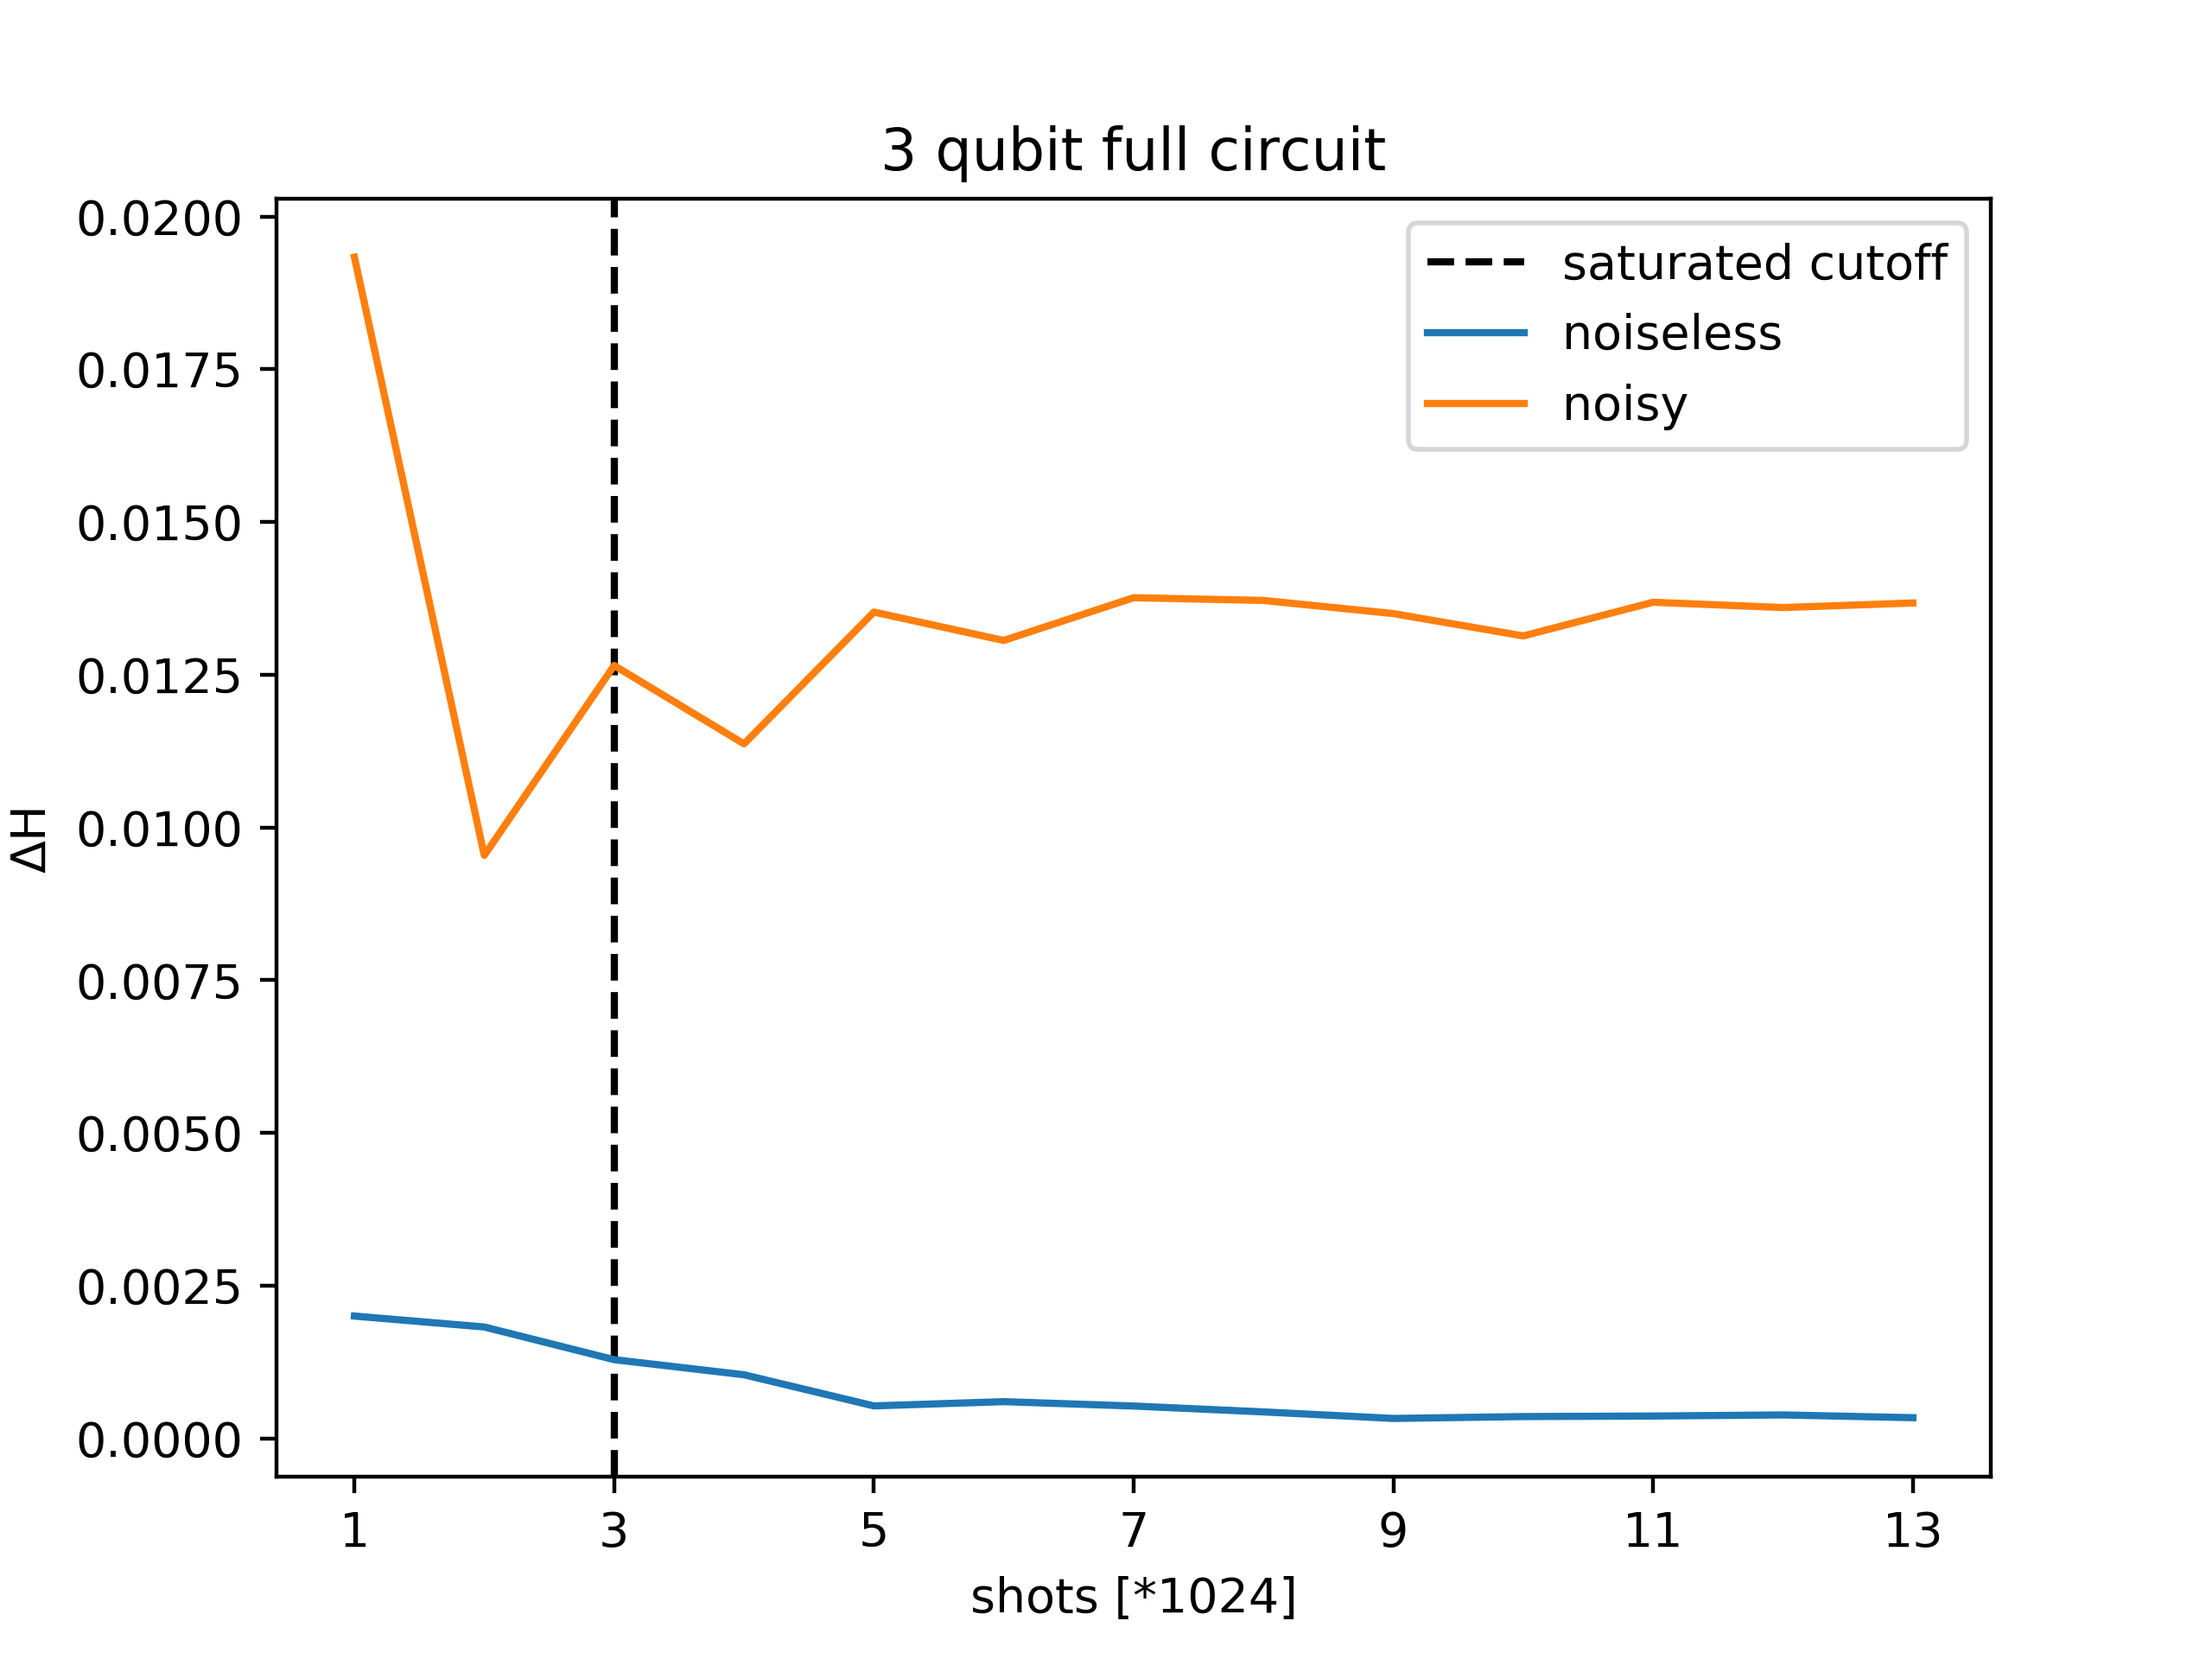 3 qubit full circuit
saturated cutoff
noiseless
noisy
0.0200
0.0175
0.0150
0.0125
0.0100
0.0075
0.0050
0.0025
0.0000
ΔH
1 3 5 7 9 11 13
shots [*1024]